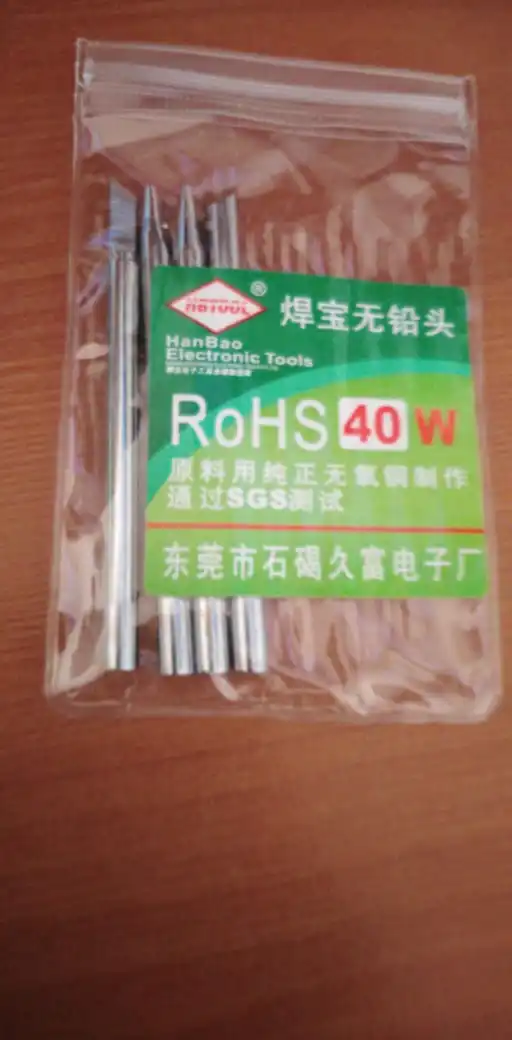 HBTOOL ®
焊宝无铅头
HanBao
Electronic Tools
RoHS 40 W
原料用纯正无氧铜制作
通过SGS测试
东莞市石碣久富电子厂